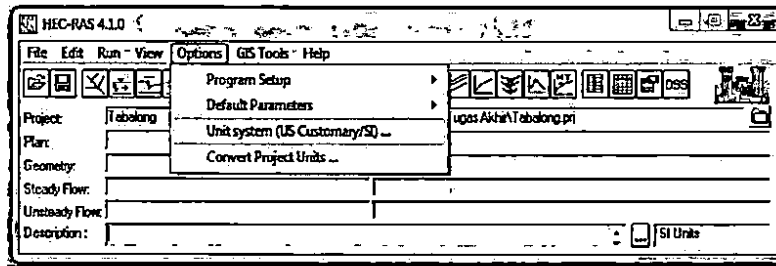 HEC-RAS 4.1.0
File Edit Run View Options GIS Tools Help
Program Setup
DSS
Default Parameters
Project: Tabalong ugas Akhir\Tabalong.prj
Unit system (US Customary/SI) ...
Plan:
Convert Project Units ...
Geometry:
Steady Flow:
Unsteady Flow:
Description : ... SI Units